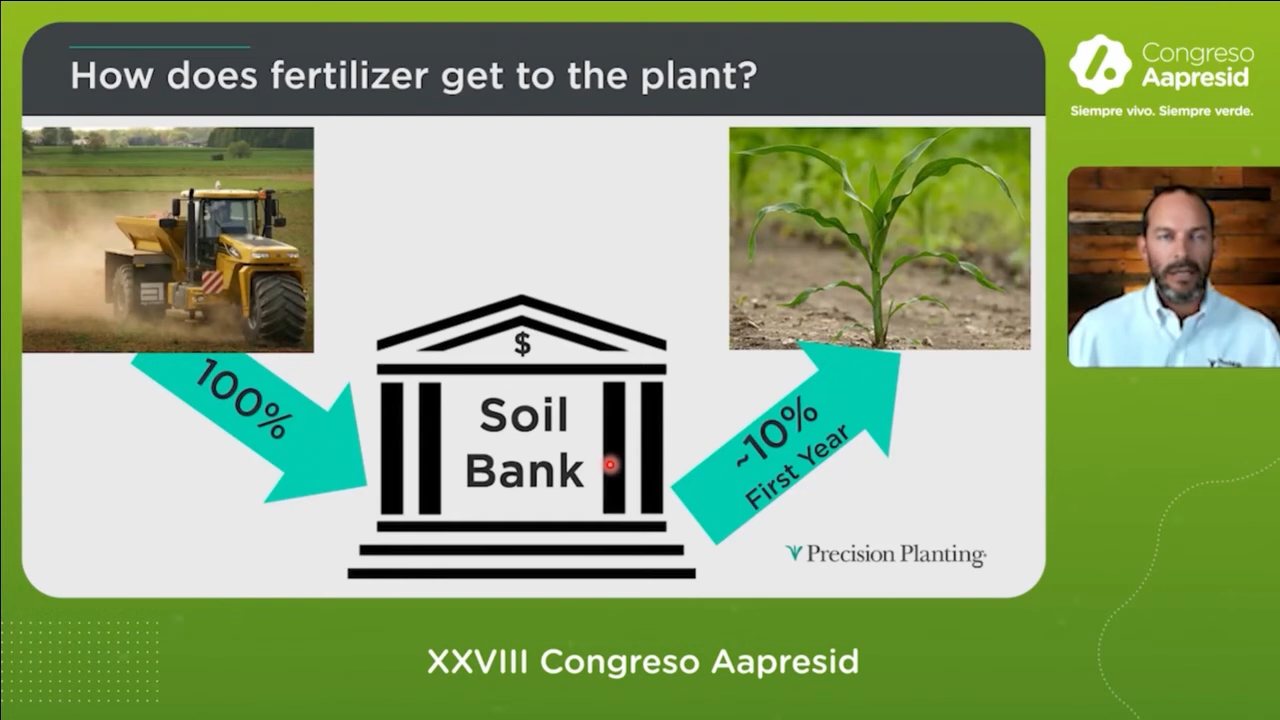 How does fertilizer get to the plant?
Congreso
Aapresid
Siempre vivo. Siempre verde.
100%
$
Soil
Bank
~10%
First Year
Precision Planting
XXVIII Congreso Aapresid